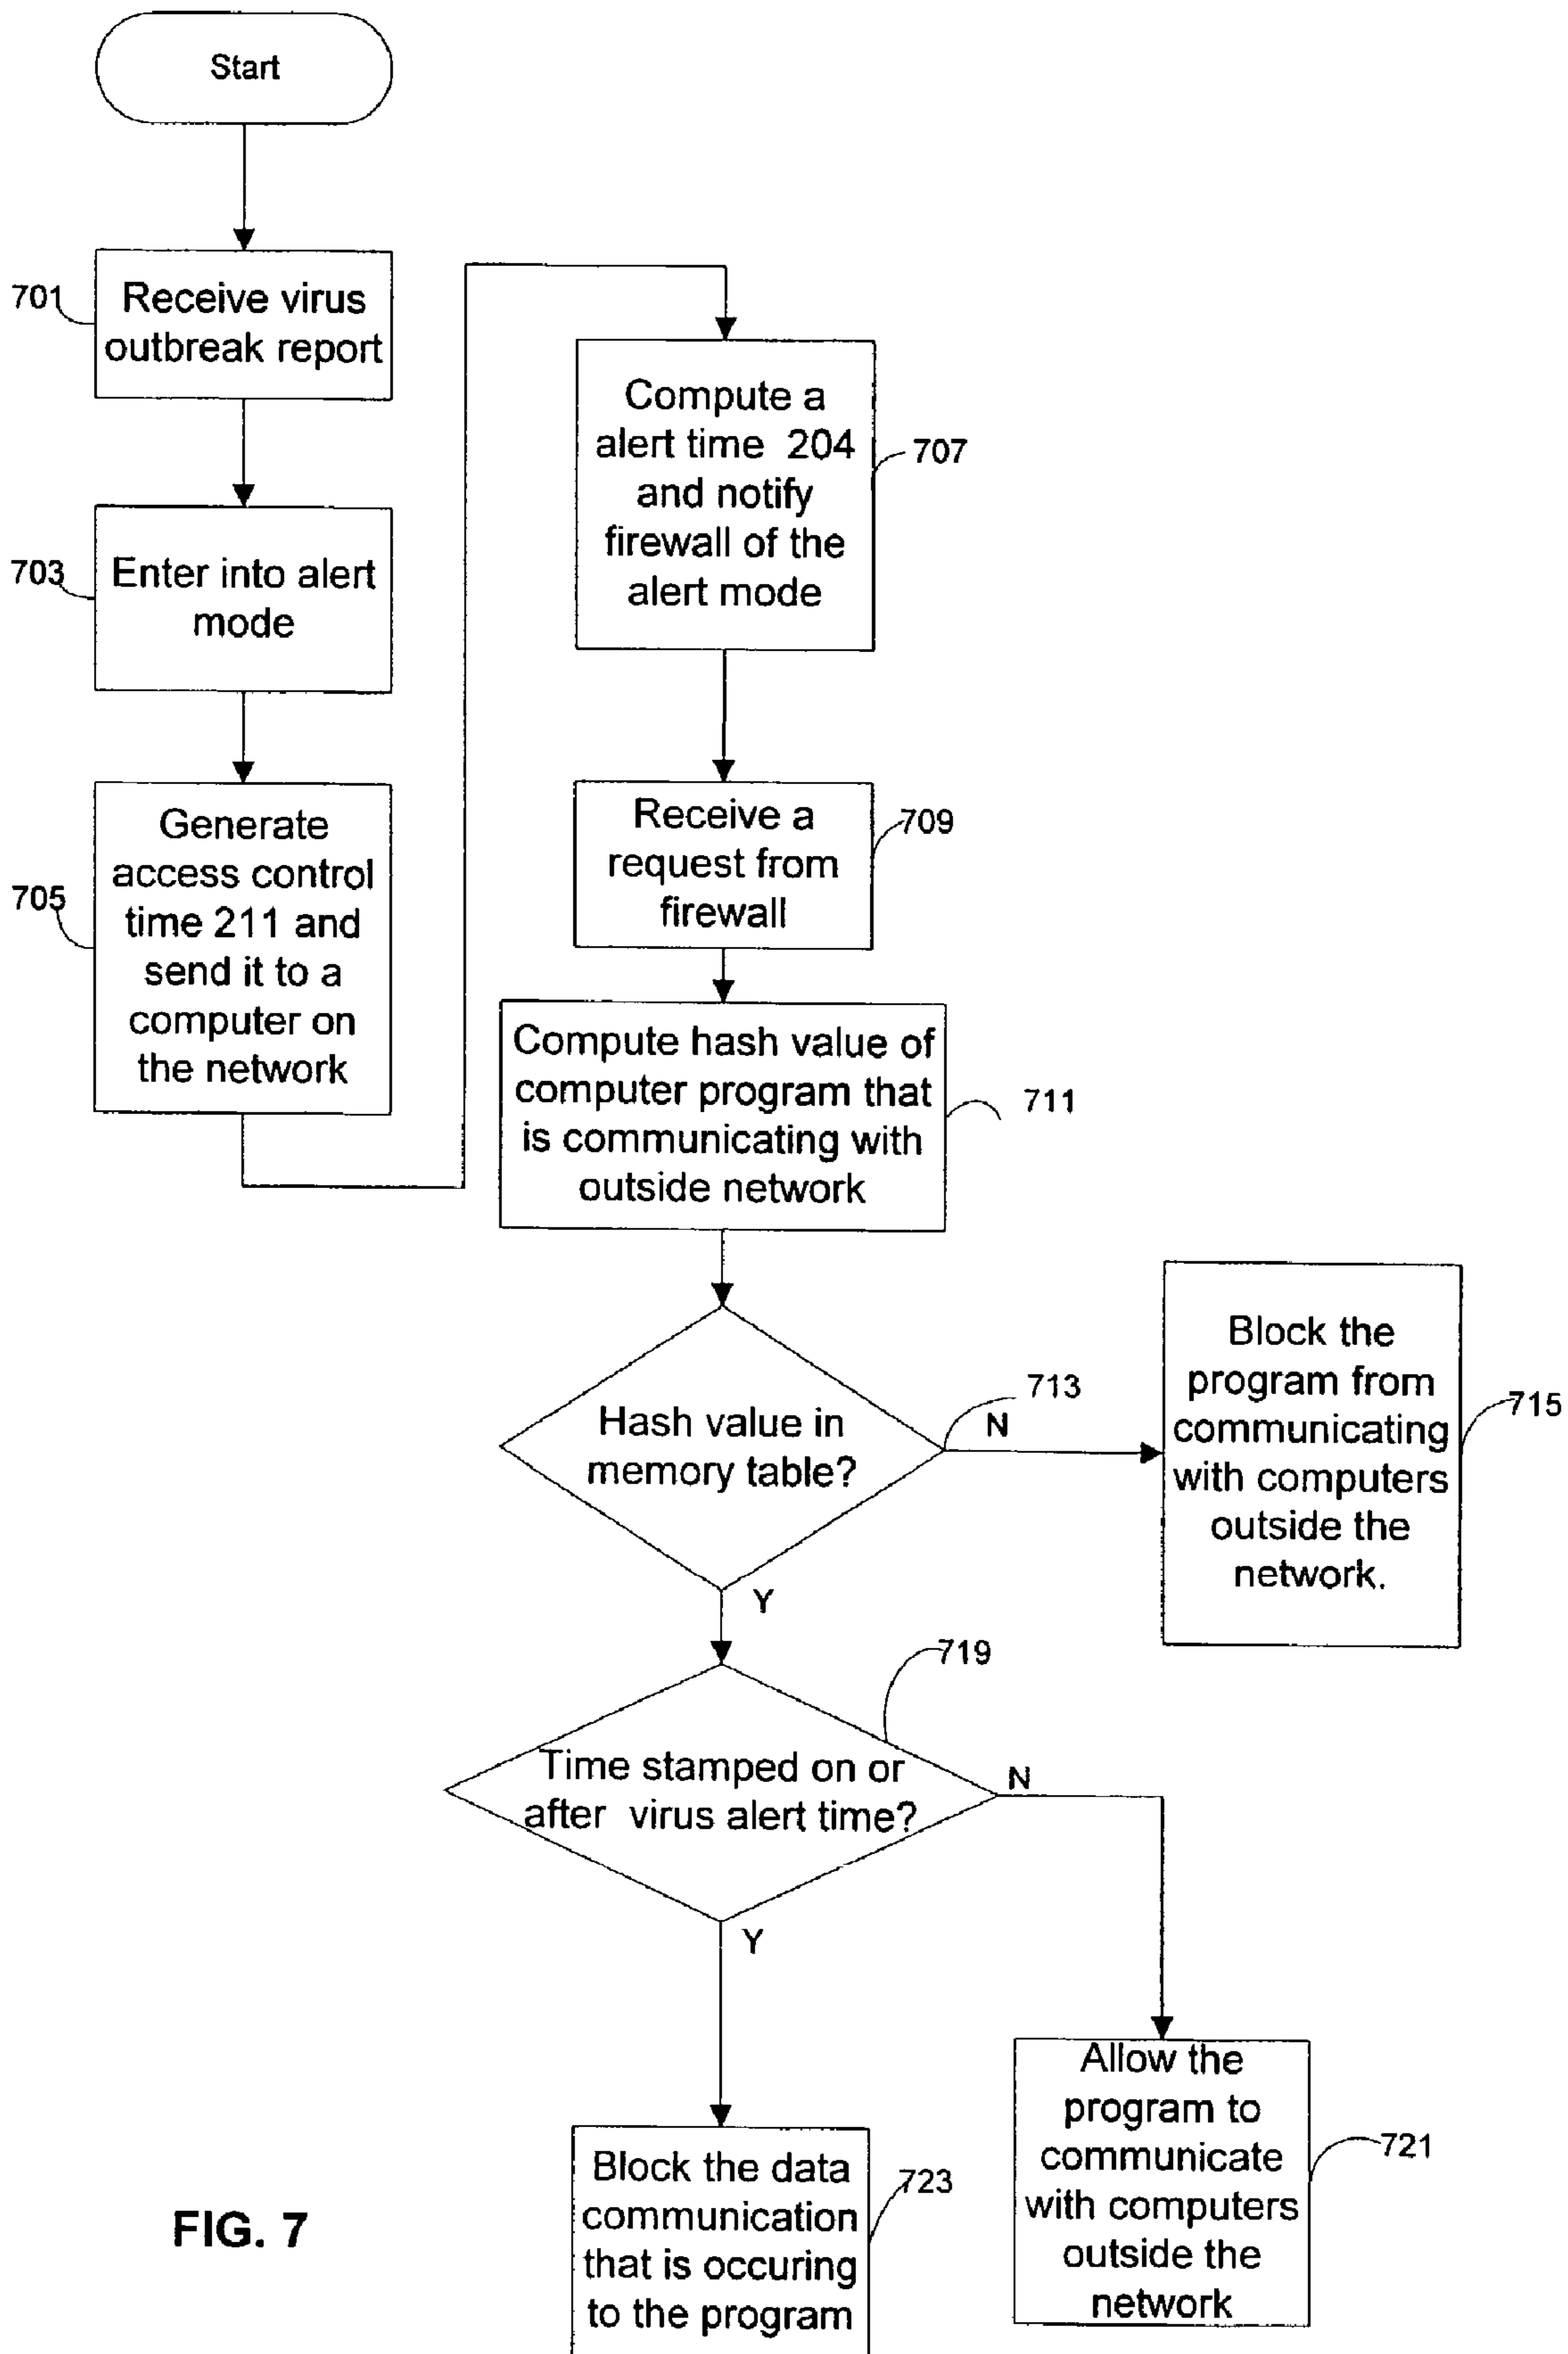 Start
701
Receive virus
outbreak report
703
Enter into alert
mode
705
Generate
access control
time 211 and
send it to a
computer on
the network
Compute a
alert time 204
and notify
firewall of the
alert mode
707
Receive a
request from
firewall
709
Compute hash value of
computer program that
is communicating with
outside network
711
Hash value in
memory table?
713
N
Block the
program from
communicating
with computers
outside the
network.
715
Y
719
Time stamped on or
after virus alert time?
N
Y
Allow the
program to
communicate
with computers
outside the
network
721
Block the data
communication
that is occuring
to the program
723
FIG. 7